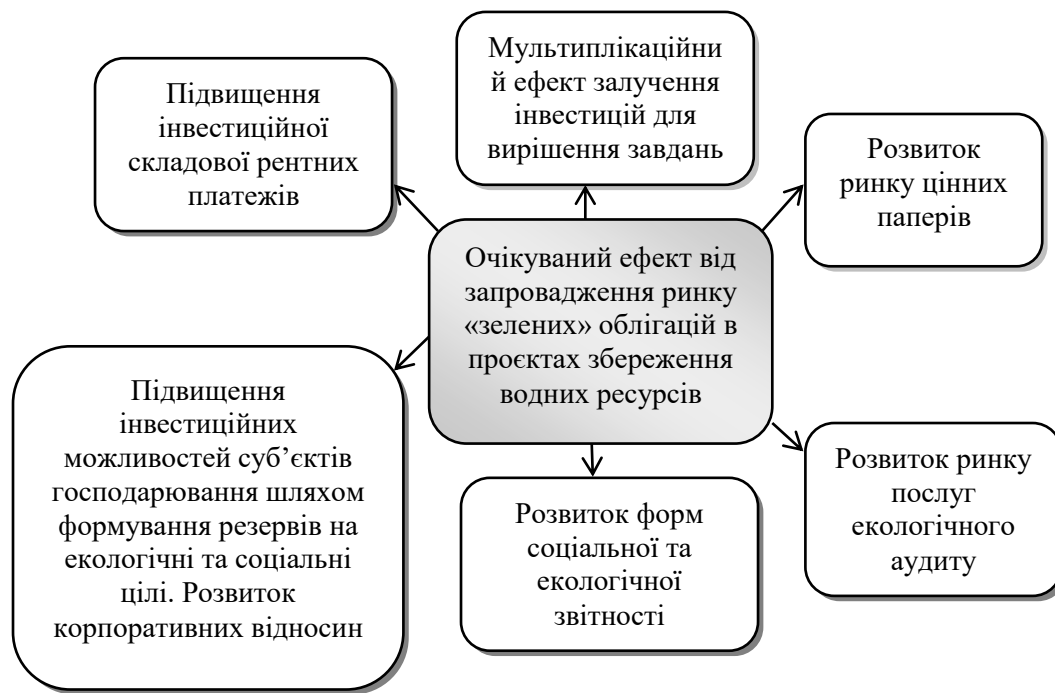 Мультиплікаційни
й ефект залучення
інвестицій для
вирішення завдань
Підвищення
інвестиційної
складової рентних
платежів
Розвиток
ринку цінних
паперів
Очікуваний ефект від
запровадження ринку
«зелених» облігацій в
проєктах збереження
водних ресурсів
Підвищення
інвестиційних
можливостей суб’єктів
господарювання шляхом
формування резервів на
екологічні та соціальні
цілі. Розвиток
корпоративних відносин
Розвиток форм
соціальної та
екологічної
звітності
Розвиток ринку
послуг
екологічного
аудиту